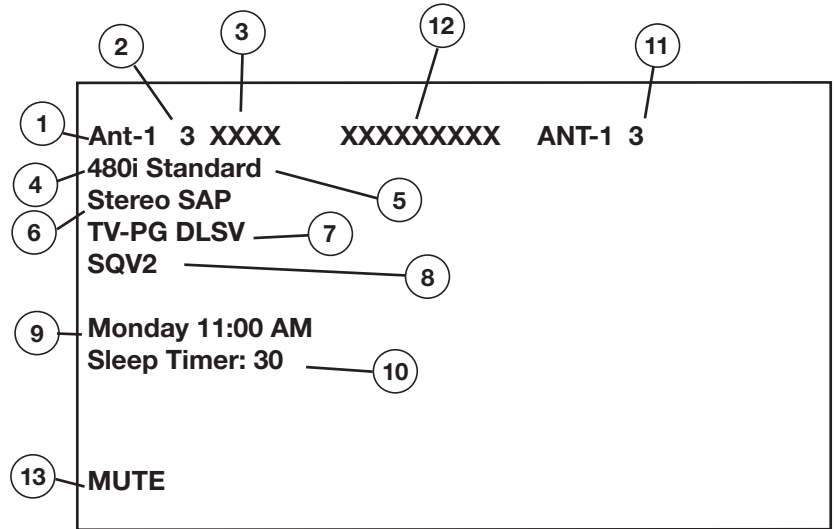 2 3 12 11
1 Ant-1 3 XXXX XXXXXXXXX ANT-1 3
4 480i Standard 5
6 Stereo SAP
TV-PG DLSV 7
SQV2 8
9 Monday 11:00 AM
Sleep Timer: 30 10
13 MUTE